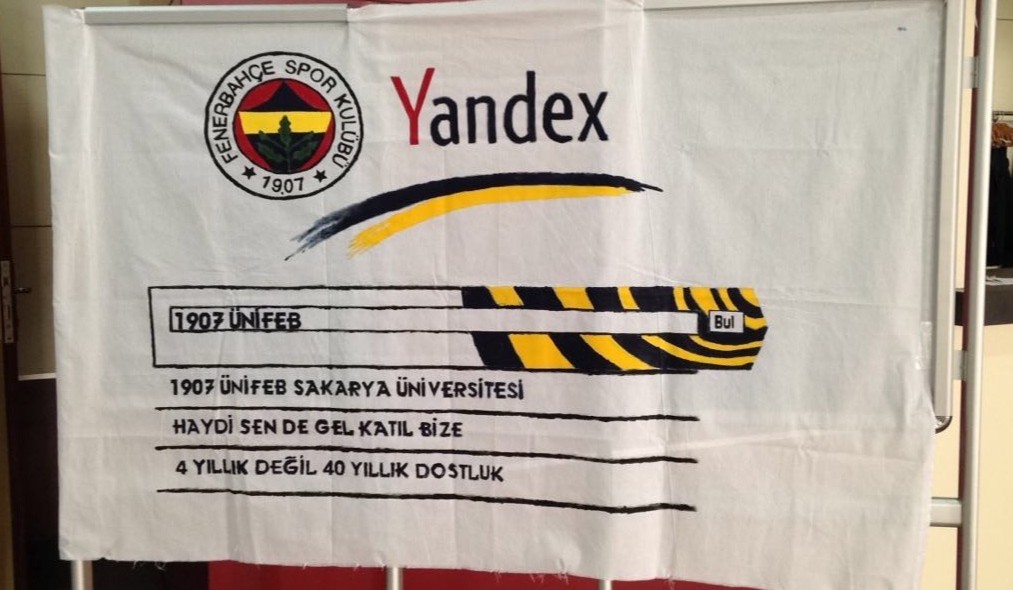 FENERBAHÇE SPOR KULÜBÜ
1907
Yandex
1907 ÜNİFEB
Bul
1907 ÜNİFEB SAKARYA ÜNİVERSİTESİ
HAYDİ SEN DE GEL KATIL BİZE
4 YILLIK DEĞİL 40 YILLIK DOSTLUK